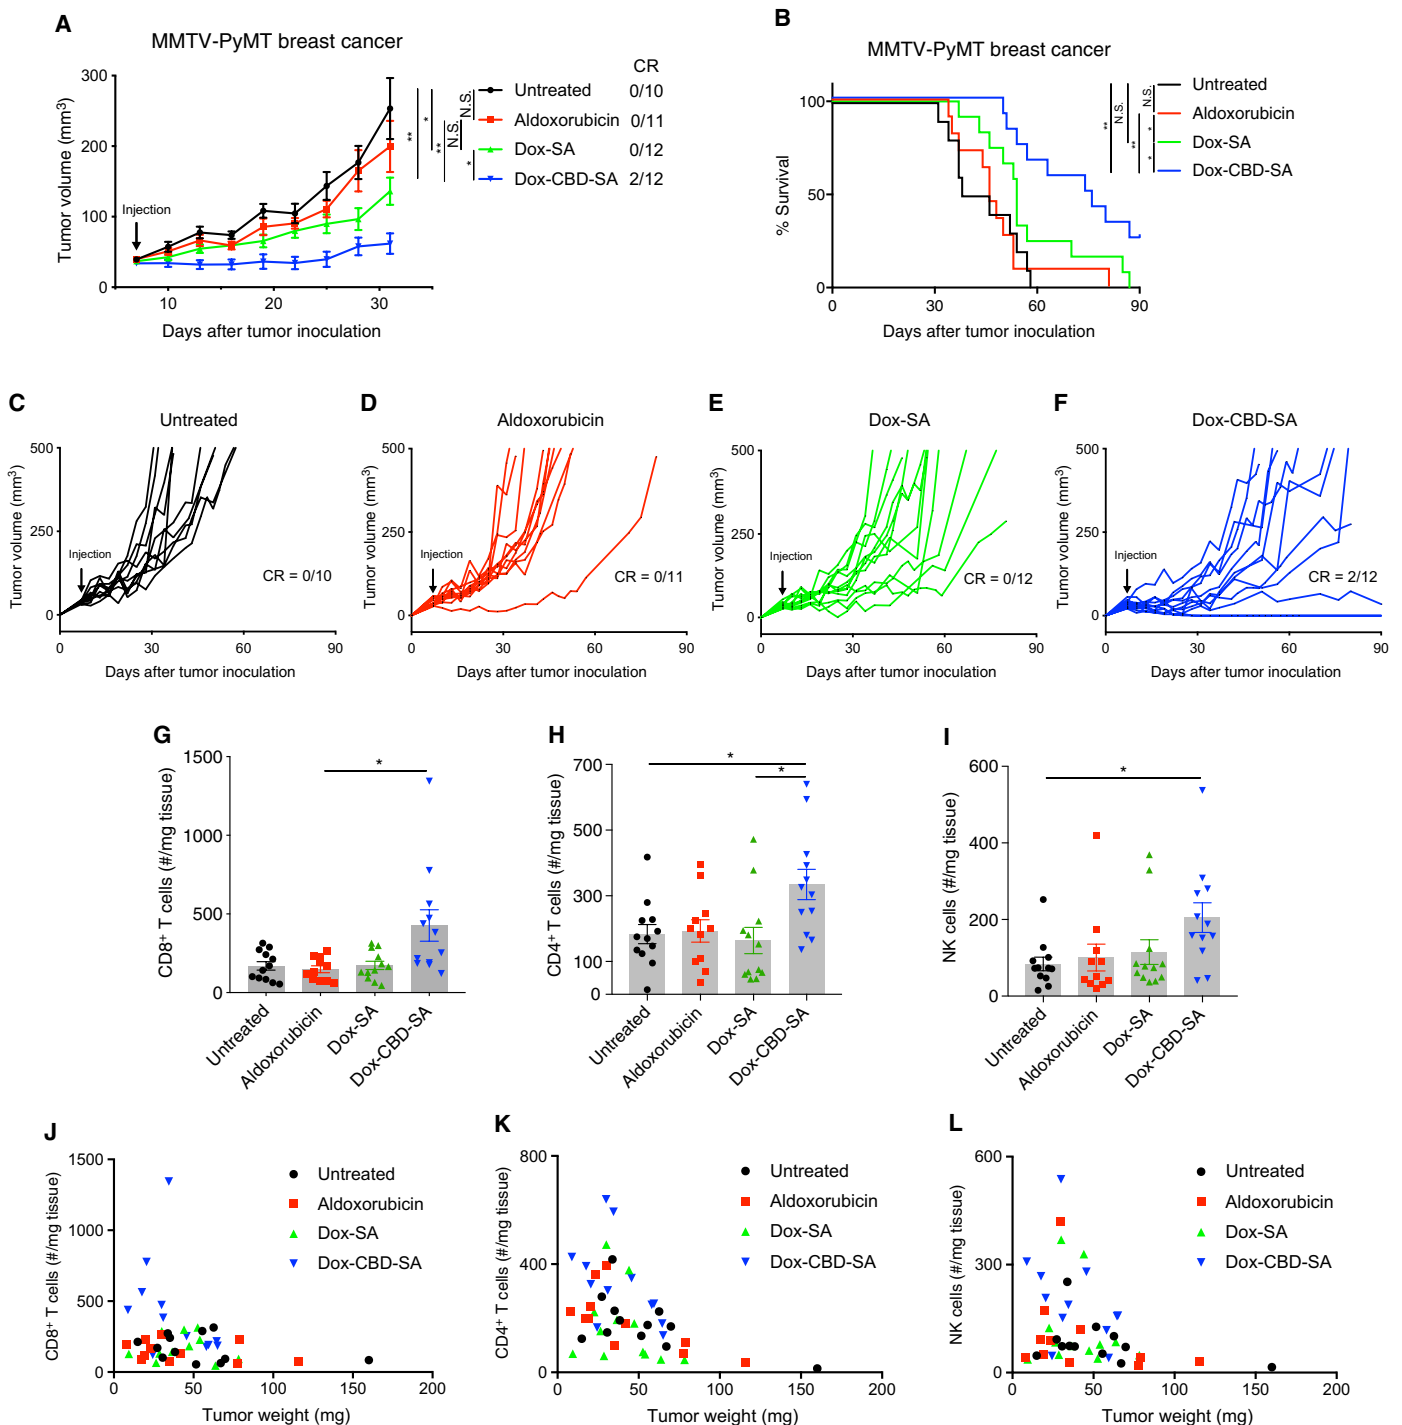 A
MMTV-PyMT breast cancer
CR
Untreated 0/10
Aldoxorubicin 0/11
Dox-SA 0/12
Dox-CBD-SA 2/12
N.S.
*
N.S.
**
**
*
Injection
Tumor volume (mm³)
300
200
100
0
10 20 30
Days after tumor inoculation
B
MMTV-PyMT breast cancer
Untreated
Aldoxorubicin
Dox-SA
Dox-CBD-SA
N.S.
N.S.
*
**
**
*
% Survival
100
50
0
0 30 60 90
Days after tumor inoculation
C
Untreated
Tumor volume (mm³)
500
250
0
Injection
CR = 0/10
0 30 60 90
Days after tumor inoculation
D
Aldoxorubicin
Tumor volume (mm³)
500
250
0
Injection
CR = 0/11
0 30 60 90
Days after tumor inoculation
E
Dox-SA
Tumor volume (mm³)
500
250
0
Injection
CR = 0/12
0 30 60 90
Days after tumor inoculation
F
Dox-CBD-SA
Tumor volume (mm³)
500
250
0
Injection
CR = 2/12
0 30 60 90
Days after tumor inoculation
G
CD8⁺ T cells (#/mg tissue)
1500
1000
500
0
*
Untreated
Aldoxorubicin
Dox-SA
Dox-CBD-SA
H
CD4⁺ T cells (#/mg tissue)
700
500
300
100
0
*
*
Untreated
Aldoxorubicin
Dox-SA
Dox-CBD-SA
I
NK cells (#/mg tissue)
600
400
200
0
*
Untreated
Aldoxorubicin
Dox-SA
Dox-CBD-SA
J
CD8⁺ T cells (#/mg tissue)
1500
1000
500
0
Untreated
Aldoxorubicin
Dox-SA
Dox-CBD-SA
0 50 100 150 200
Tumor weight (mg)
K
CD4⁺ T cells (#/mg tissue)
800
400
0
Untreated
Aldoxorubicin
Dox-SA
Dox-CBD-SA
0 50 100 150 200
Tumor weight (mg)
L
NK cells (#/mg tissue)
600
300
0
Untreated
Aldoxorubicin
Dox-SA
Dox-CBD-SA
0 50 100 150 200
Tumor weight (mg)